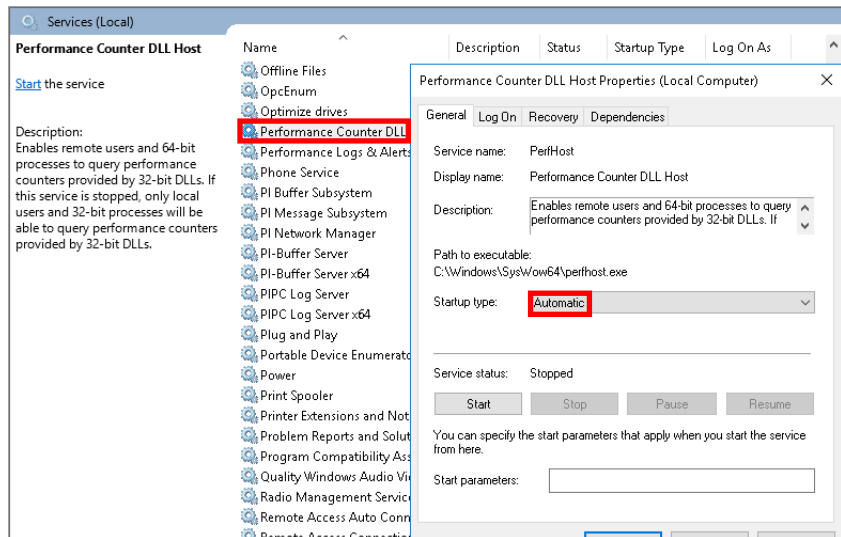 Services (Local)
Performance Counter DLL Host
Start the service
Description:
Enables remote users and 64-bit
processes to query performance
counters provided by 32-bit DLLs. If
this service is stopped, only local
users and 32-bit processes will be
able to query performance counters
provided by 32-bit DLLs.
Name Description Status Startup Type Log On As
Offline Files
OpcEnum
Optimize drives
Performance Counter DLL
Performance Logs & Alerts
Phone Service
PI Buffer Subsystem
PI Message Subsystem
PI Network Manager
PI-Buffer Server
PI-Buffer Server x64
PIPC Log Server
PIPC Log Server x64
Plug and Play
Portable Device Enumerato
Power
Print Spooler
Printer Extensions and Not
Problem Reports and Solut
Program Compatibility Ass
Quality Windows Audio Vi
Radio Management Servic
Remote Access Auto Conn
Remote Access Connection
Performance Counter DLL Host Properties (Local Computer)
General Log On Recovery Dependencies
Service name: PerfHost
Display name: Performance Counter DLL Host
Description: Enables remote users and 64-bit processes to query
performance counters provided by 32-bit DLLs. If
Path to executable:
C:\Windows\SysWow64\perfhost.exe
Startup type: Automatic
Service status: Stopped
Start Stop Pause Resume
You can specify the start parameters that apply when you start the service
from here.
Start parameters: